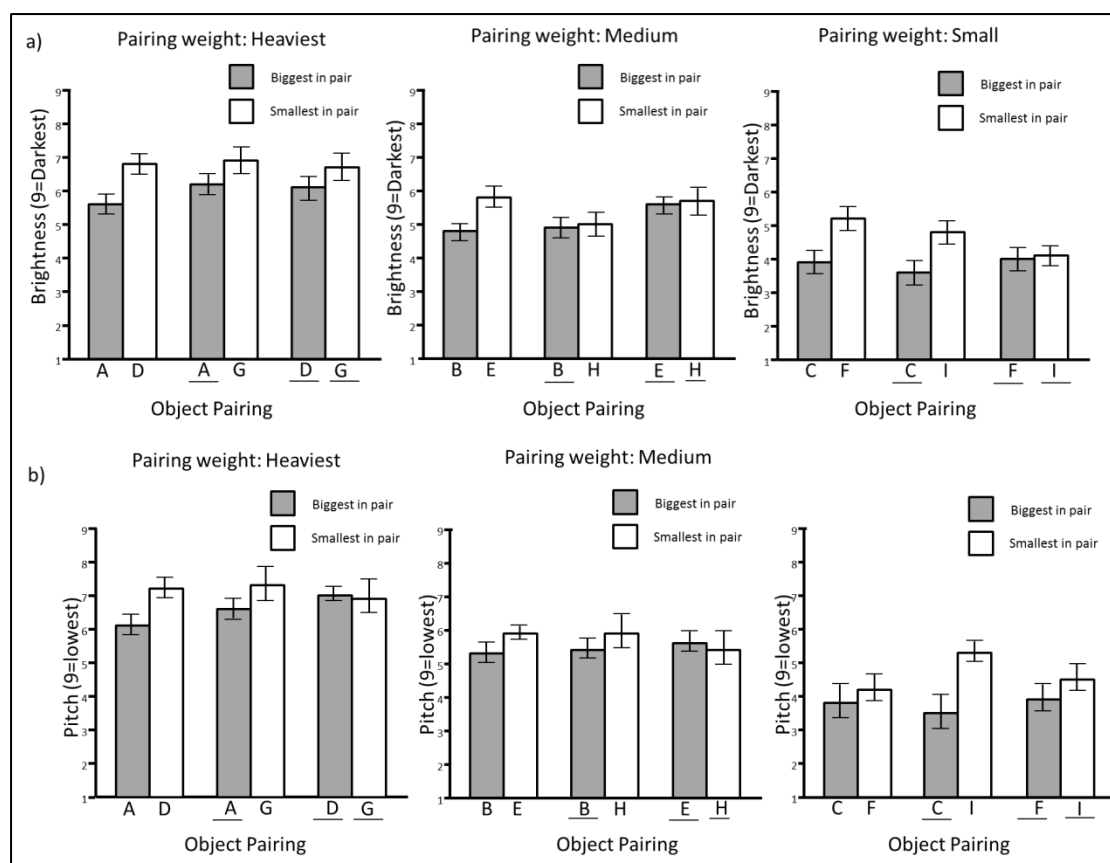 a)
Pairing weight: Heaviest
Biggest in pair
Smallest in pair
Brightness (9=Darkest)
9
8
7
6
5
4
3
2
1
A D A G D G
Object Pairing
Pairing weight: Medium
Biggest in pair
Smallest in pair
Brightness (9=Darkest)
9
8
7
6
5
4
3
2
1
B E B H E H
Object Pairing
Pairing weight: Small
Biggest in pair
Smallest in pair
Brightness (9=Darkest)
9
8
7
6
5
4
3
2
1
C F C I F I
Object Pairing
b)
Pairing weight: Heaviest
Biggest in pair
Smallest in pair
Pitch (9=lowest)
9
8
7
6
5
4
3
2
1
A D A G D G
Object Pairing
Pairing weight: Medium
Biggest in pair
Smallest in pair
Pitch (9=lowest)
9
8
7
6
5
4
3
2
1
B E B H E H
Object Pairing
Biggest in pair
Smallest in pair
Pitch (9=lowest)
9
8
7
6
5
4
3
2
1
C F C I F I
Object Pairing